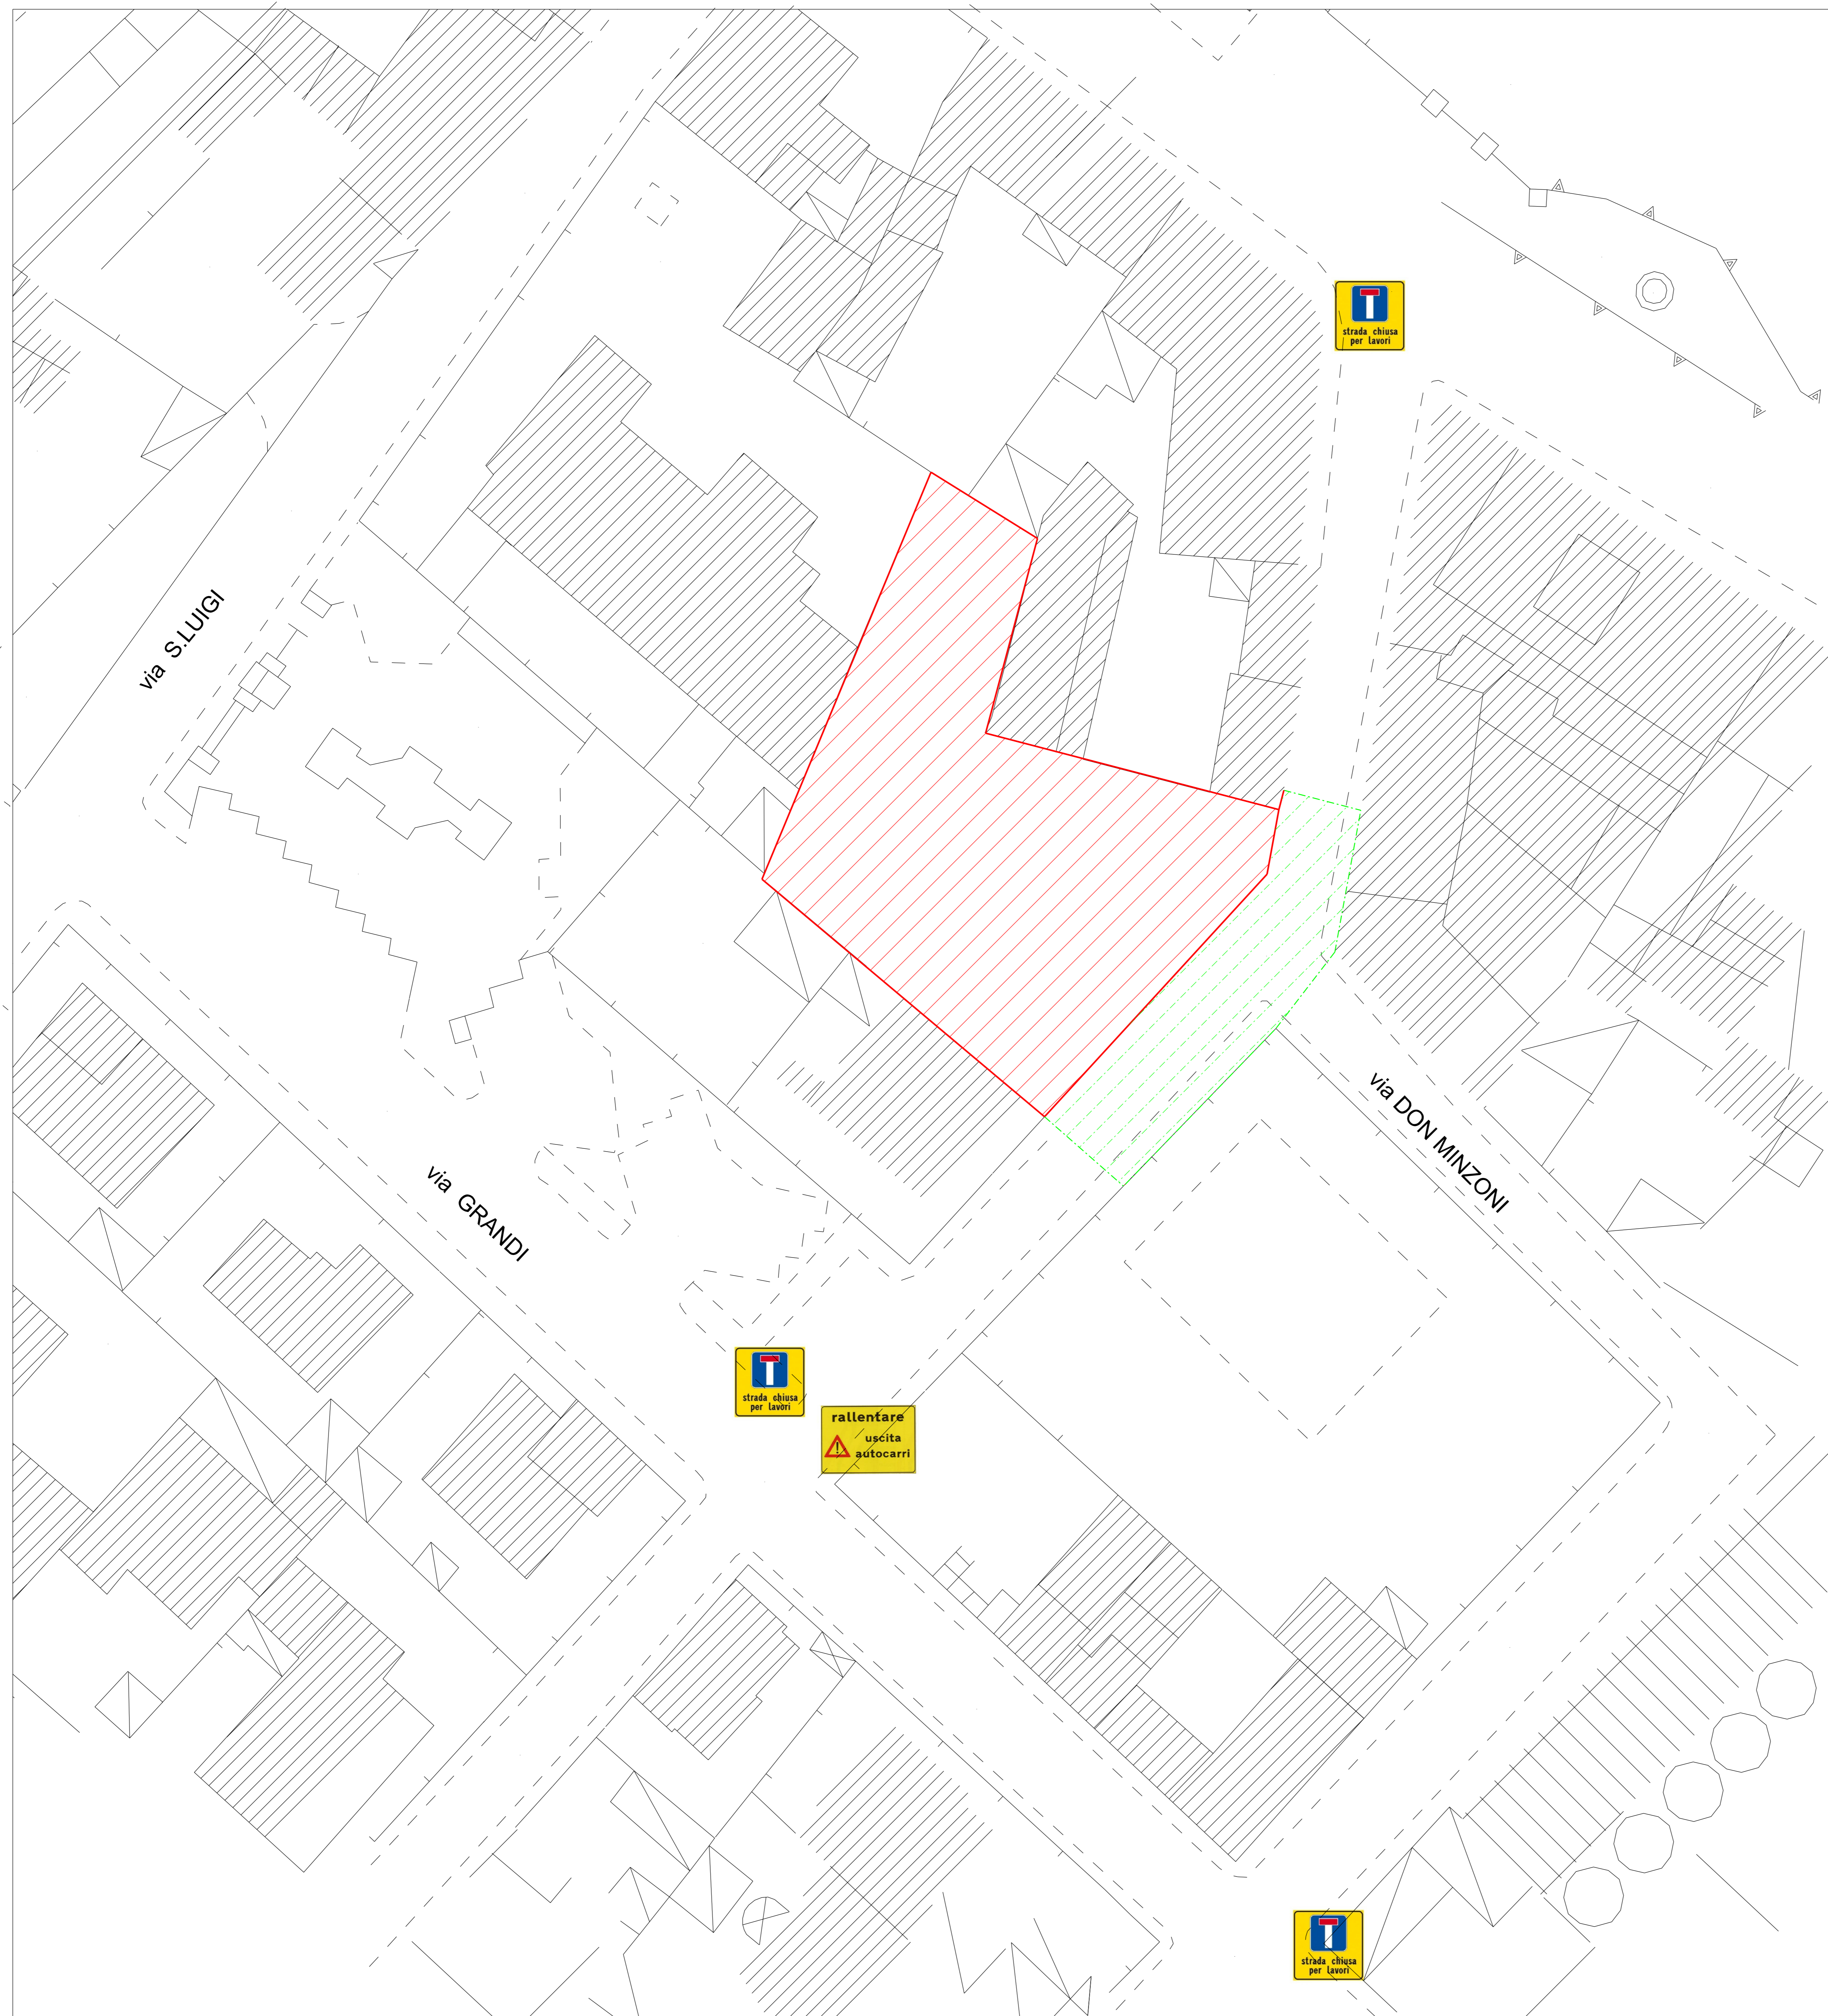 strada chiusa
per lavori
via S.LUIGI
via DON MINZONI
via GRANDI
strada chiusa
per lavori
rallentare
uscita
autocarri
strada chiusa
per lavori